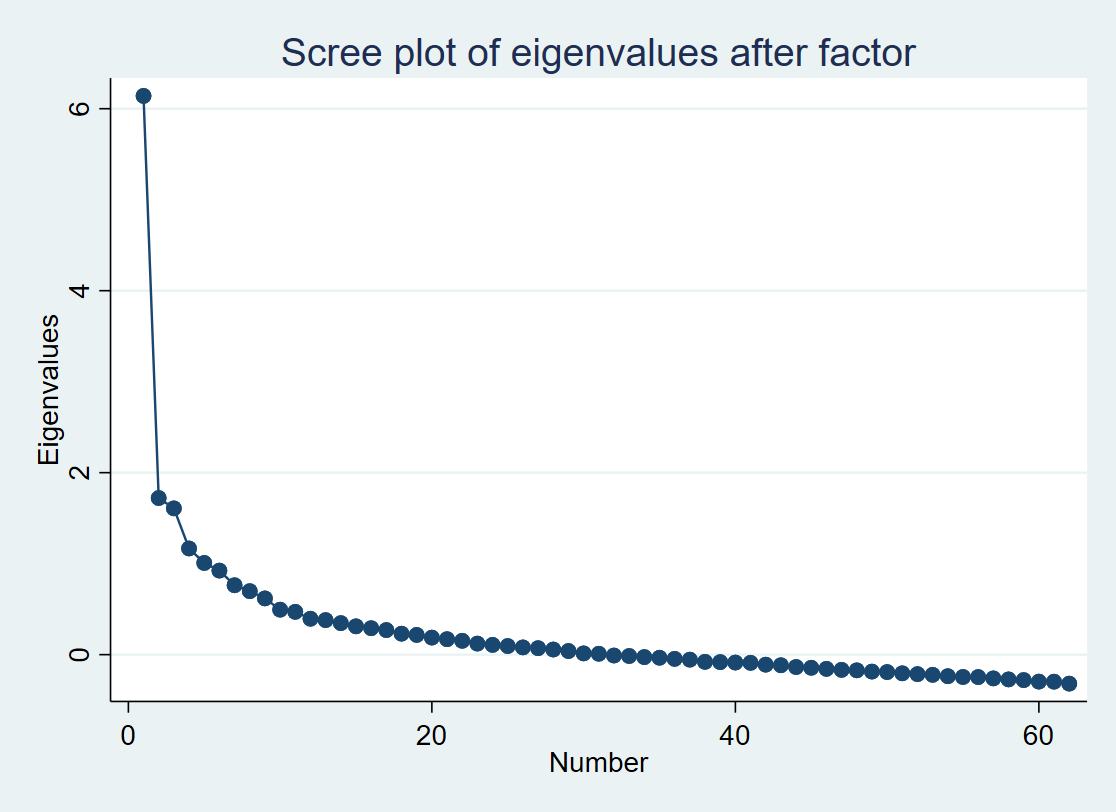 Scree plot of eigenvalues after factor
6
4
2
0
Eigenvalues
0 20 40 60
Number